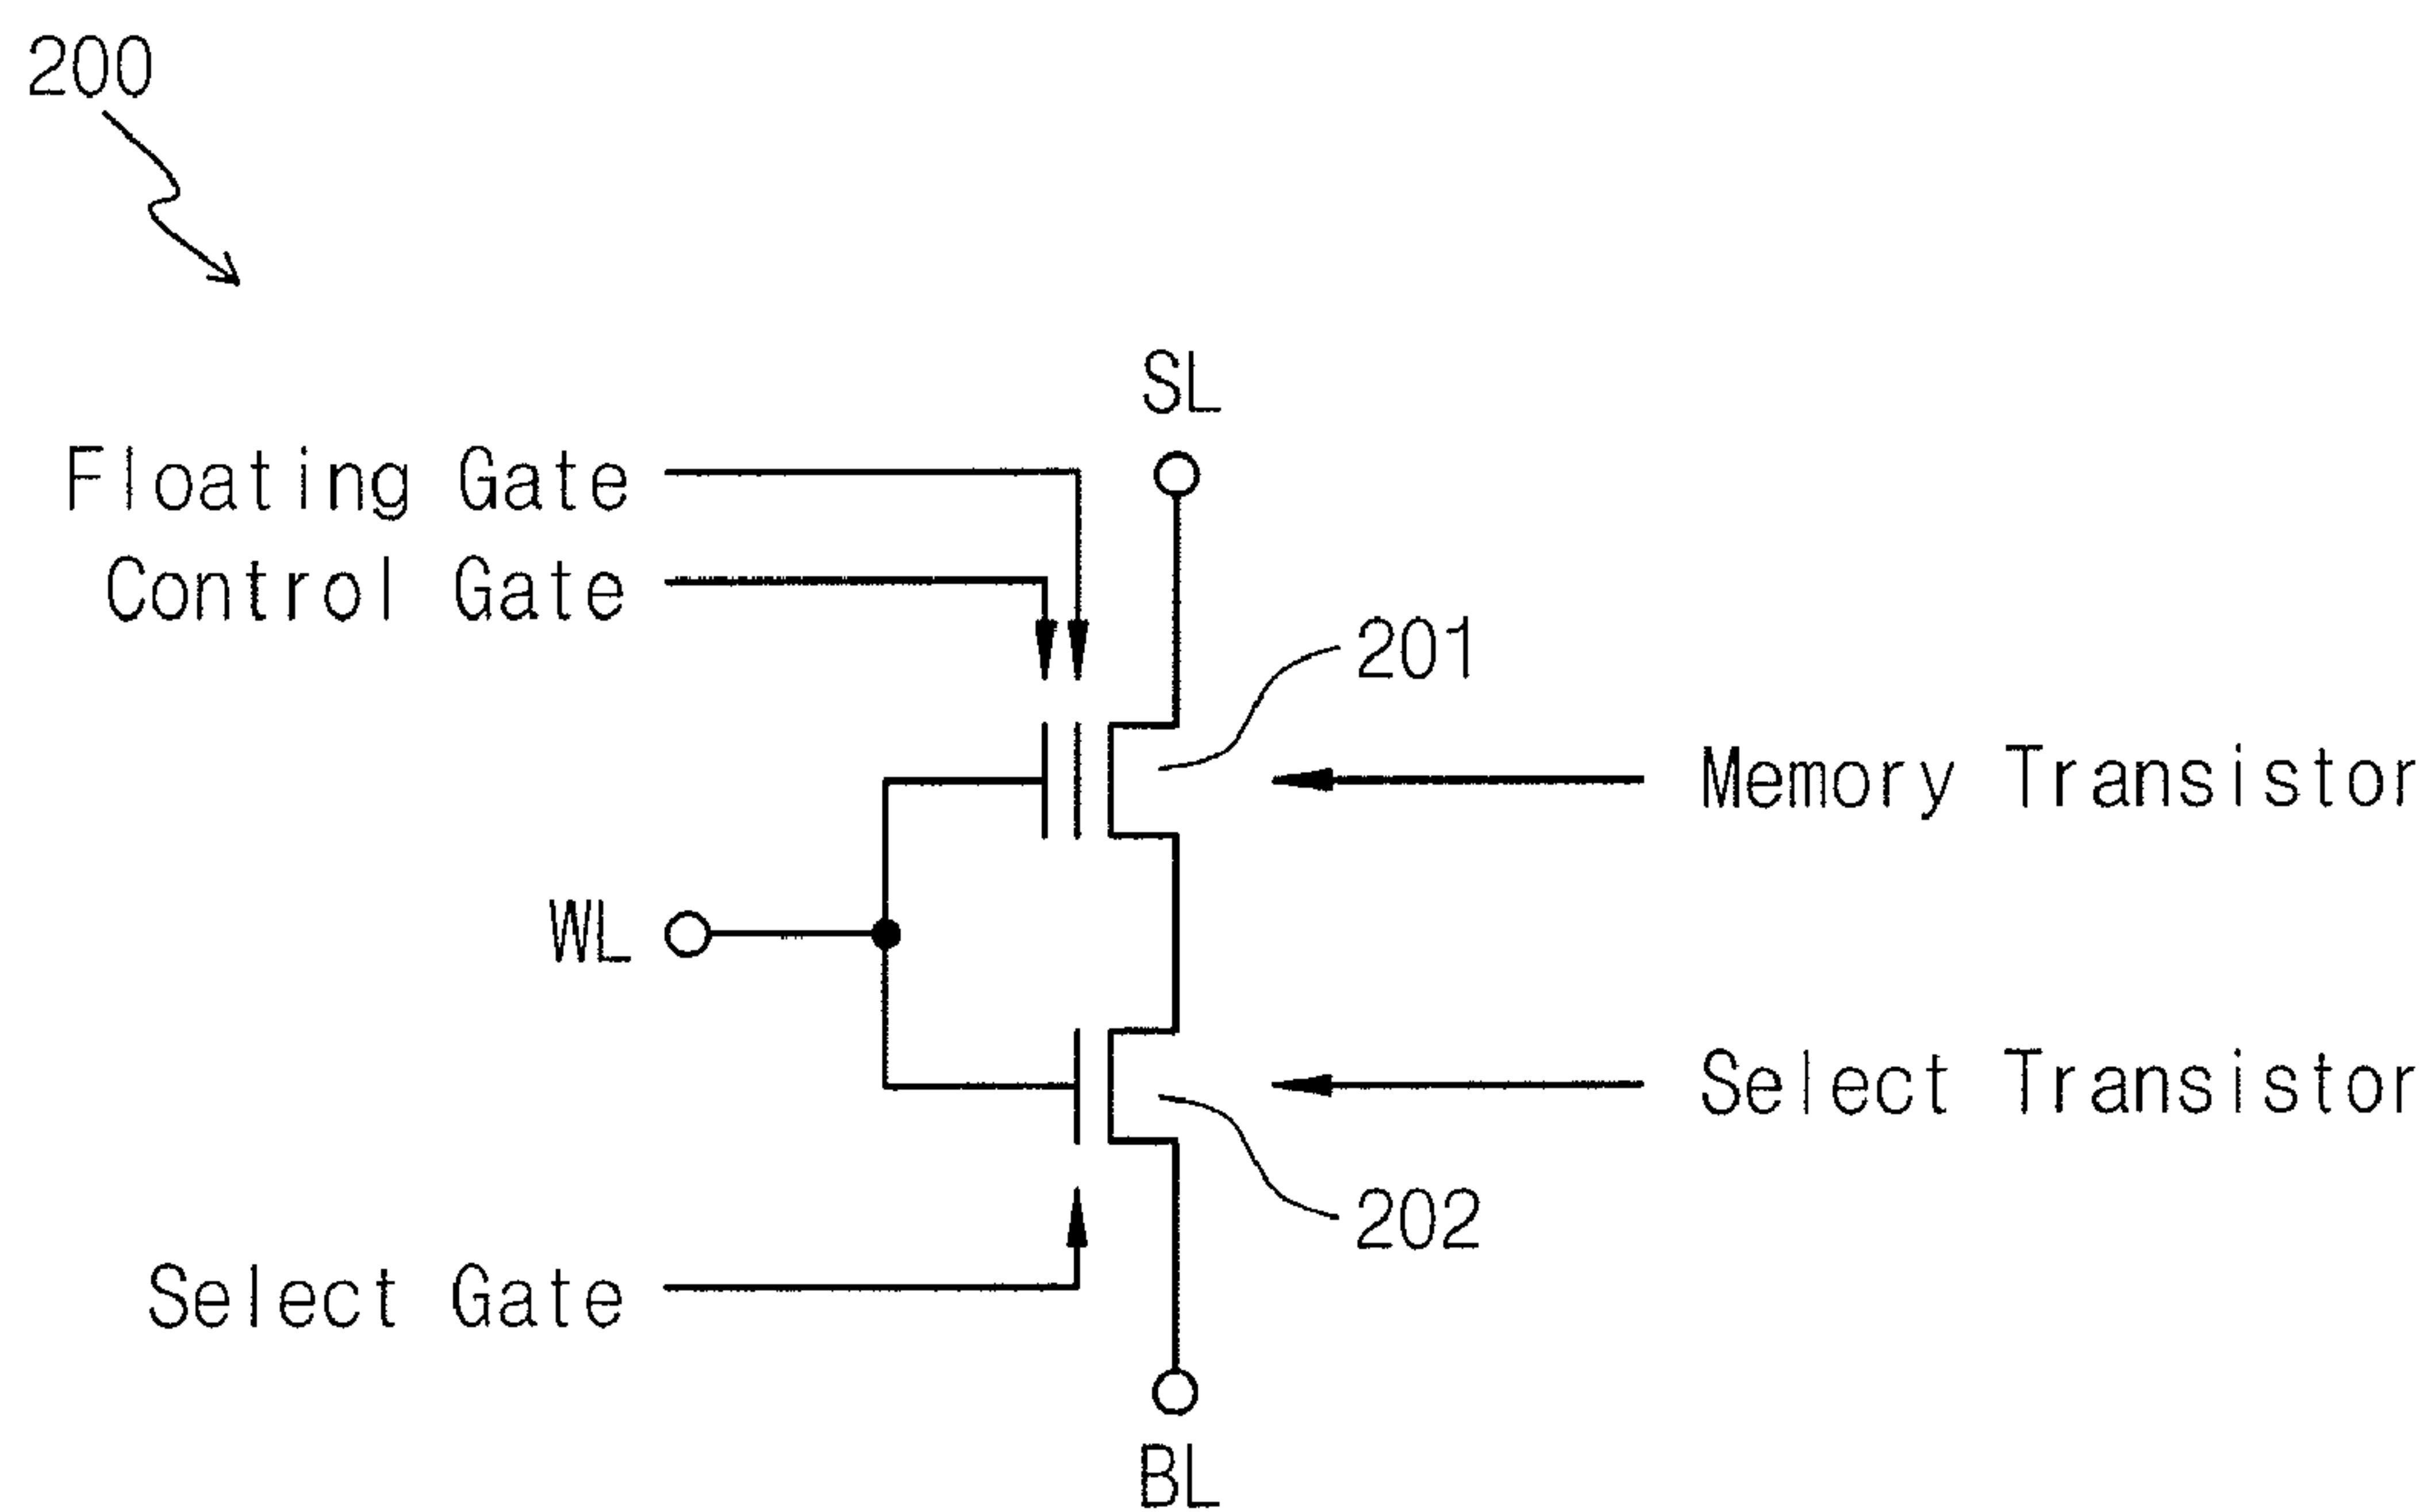 200
SL
Floating Gate
Control Gate
201
Memory Transistor
WL
Select Transistor
202
Select Gate
BL